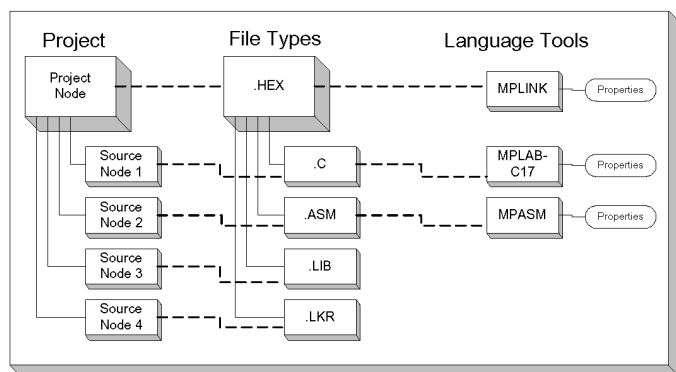 Project
File Types
Language Tools
Project
Node
.HEX
MPLINK
Properties
Source
Node 1
.C
MPLAB-
C17
Properties
Source
Node 2
.ASM
MPASM
Properties
Source
Node 3
.LIB
Source
Node 4
.LKR